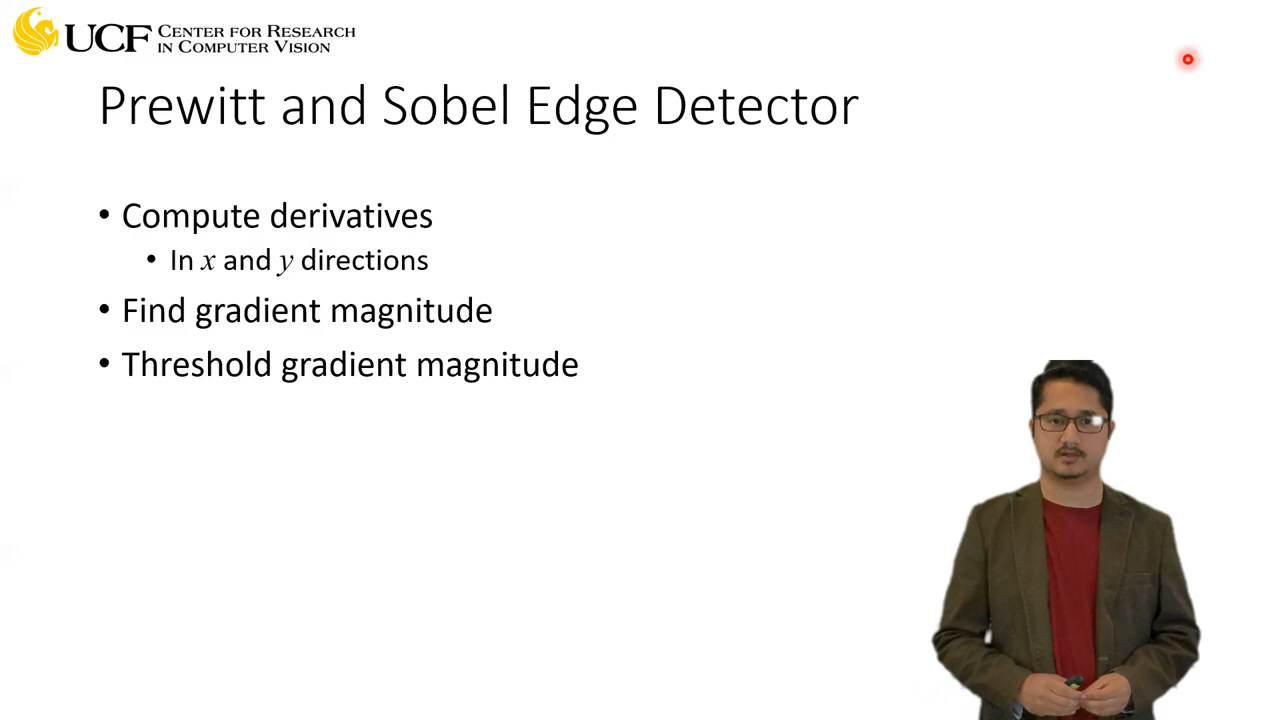 UCF CENTER FOR RESEARCH
IN COMPUTER VISION
Prewitt and Sobel Edge Detector
• Compute derivatives
• In x and y directions
• Find gradient magnitude
• Threshold gradient magnitude